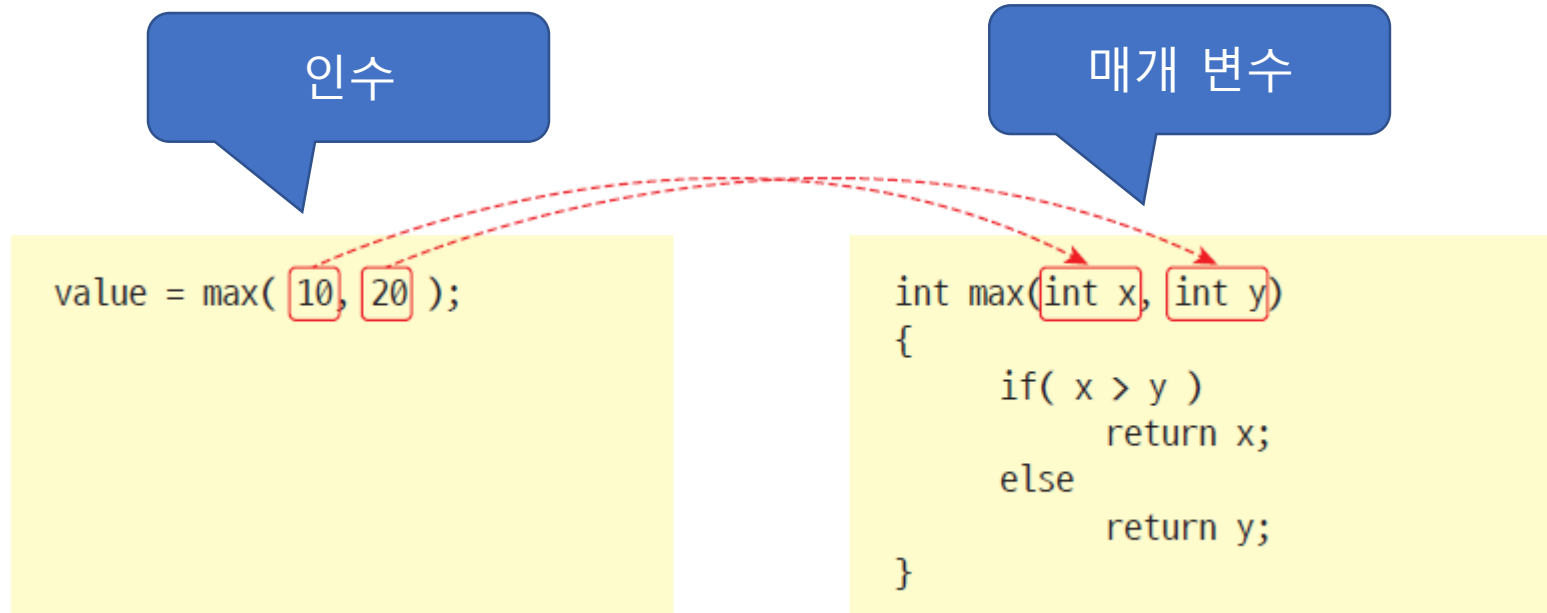 인수
매개 변수
value = max( 10, 20 );
int max(int x, int y)
{
if( x > y )
return x;
else
return y;
}